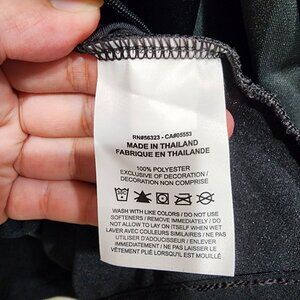 RN#56323 - CA#05553
MADE IN THAILAND
FABRIQUE EN THAILANDE
100% POLYESTER
EXCLUSIVE OF DECORATION /
DECORATION NON COMPRISE
WASH WITH LIKE COLORS / DO NOT USE
SOFTENERS / REMOVE IMMEDIATELY / DO
NOT ALLOW TO LAY ON ITSELF WHEN WET
LAVER AVEC COULEURS SIMILAIRES / NE PAS
UTILISER D'ADOUCISSEUR / ENLEVER
IMMEDIATEMENT / NE PAS LAISSER LE
VÊTEMENT PLIÉ LORSQU'IL EST MOUILLÉ